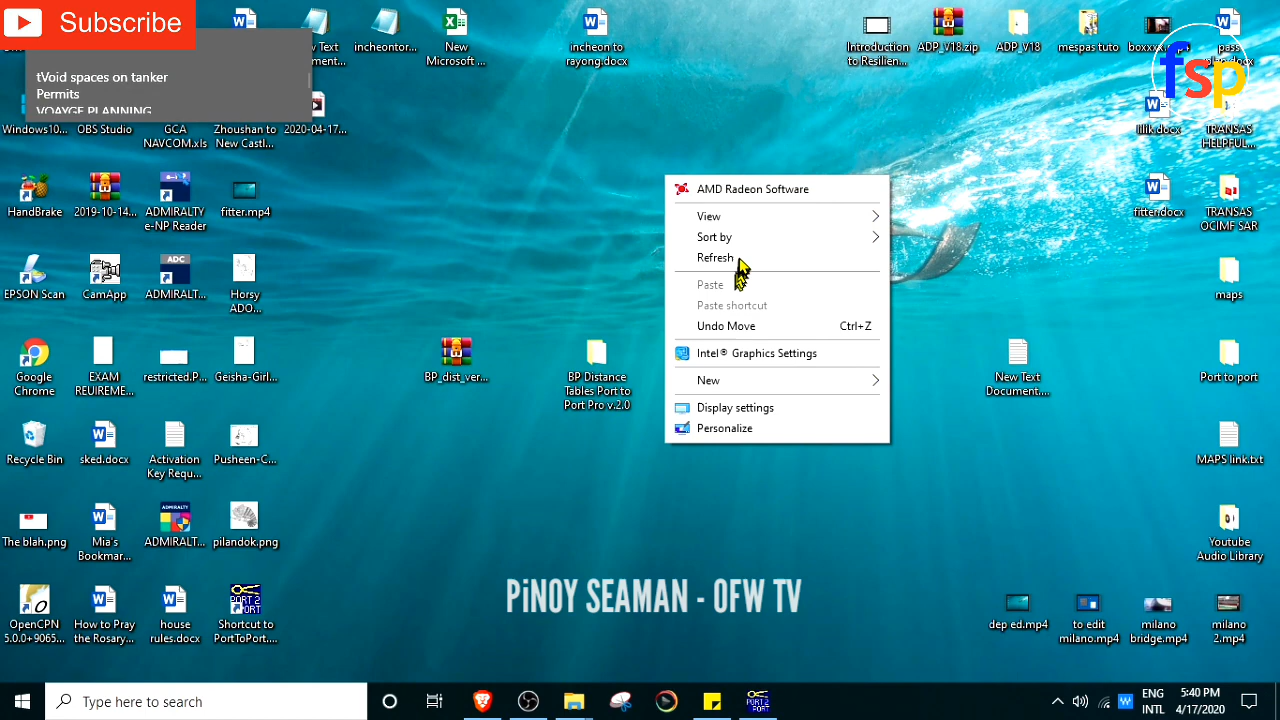 Subscribe
tVoid spaces on tanker
Permits
VOAYGE PLANNING
incheontor...
New
Microsoft ...
incheon to
rayong.docx
Introduction
to Resilien...
ADP_V18.zip
ADP_V18
mespas tuto
fsp
Windows10...
OBS Studio
GCA
NAVCOM.xls
Zhoushan to
New Castl...
2020-04-17...
lillik.docx
TRANSAS
HELPFUL...
HandBrake
2019-10-14...
ADMIRALTY
e-NP Reader
fitter.mp4
fitter.docx
TRANSAS
OCIMF SAR
EPSON Scan
CamApp
ADC
ADMIRALT...
Horsy
ADO...
maps
Google
Chrome
EXAM
REUIREME...
restricted.P...
Geisha-Girl...
BP_dist_ver...
BP Distance
Tables Port to
Port Pro v.2.0
New Text
Document....
Port to port
AMD Radeon Software
View
Sort by
Refresh
Paste
Paste shortcut
Undo Move Ctrl+Z
Intel® Graphics Settings
New
Display settings
Personalize
Recycle Bin
sked.docx
Activation
Key Requ...
Pusheen-C...
MAPS link.txt
The blah.png
Mia's
Bookmar...
ADMIRALTY
ADMIRALT...
pilandok.png
Youtube
Audio Library
OpenCPN
5.0.0+9065...
How to Pray
the Rosary...
house
rules.docx
PORT 2
PORT
Shortcut to
PortToPort....
PiNOY SEAMAN - OFW TV
dep ed.mp4
to edit
milano.mp4
milano
bridge.mp4
milano
2.mp4
Type here to search
ENG
INTL
5:40 PM
4/17/2020